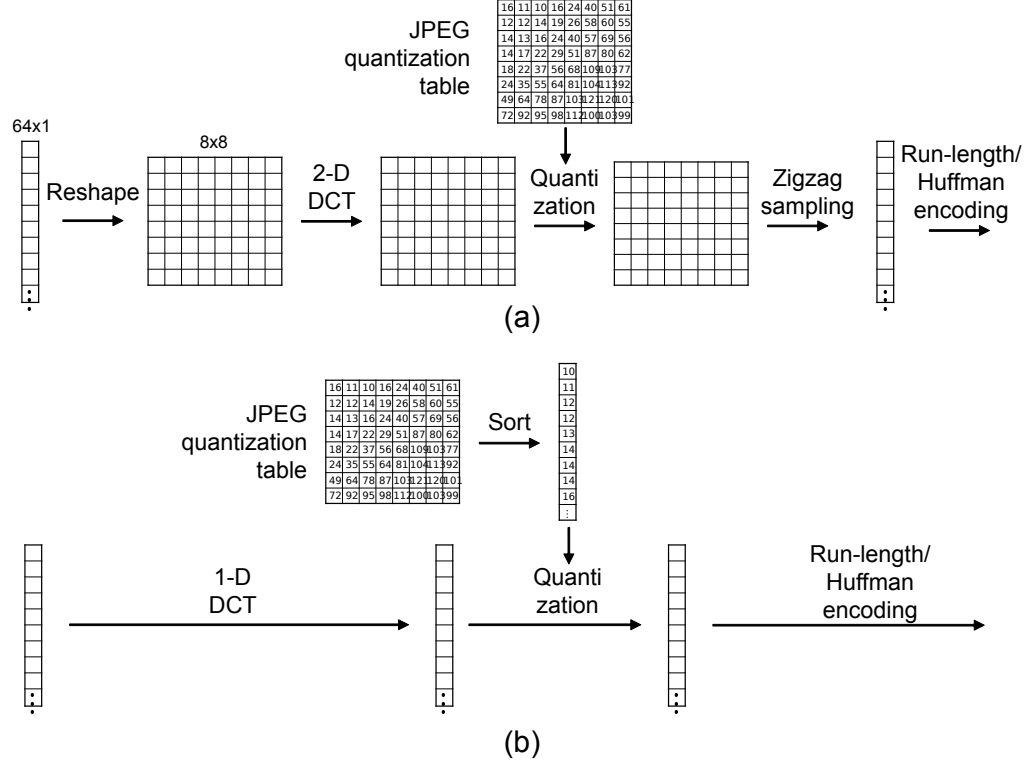 JPEG
quantization
table
16 11 10 16 24 40 51 61
12 12 14 19 26 58 60 55
14 13 16 24 40 57 69 56
14 17 22 29 51 87 80 62
18 22 37 56 68 109 103 77
24 35 55 64 81 104 113 92
49 64 78 87 103 121 120 101
72 92 95 98 112 100 103 99
64x1
8x8
Reshape
2-D
DCT
Quanti
zation
Zigzag
sampling
Run-length/
Huffman
encoding
(a)
JPEG
quantization
table
16 11 10 16 24 40 51 61
12 12 14 19 26 58 60 55
14 13 16 24 40 57 69 56
14 17 22 29 51 87 80 62
18 22 37 56 68 109 103 77
24 35 55 64 81 104 113 92
49 64 78 87 103 121 120 101
72 92 95 98 112 100 103 99
Sort
10
11
12
12
13
14
14
14
16
⋮
1-D
DCT
Quanti
zation
Run-length/
Huffman
encoding
(b)